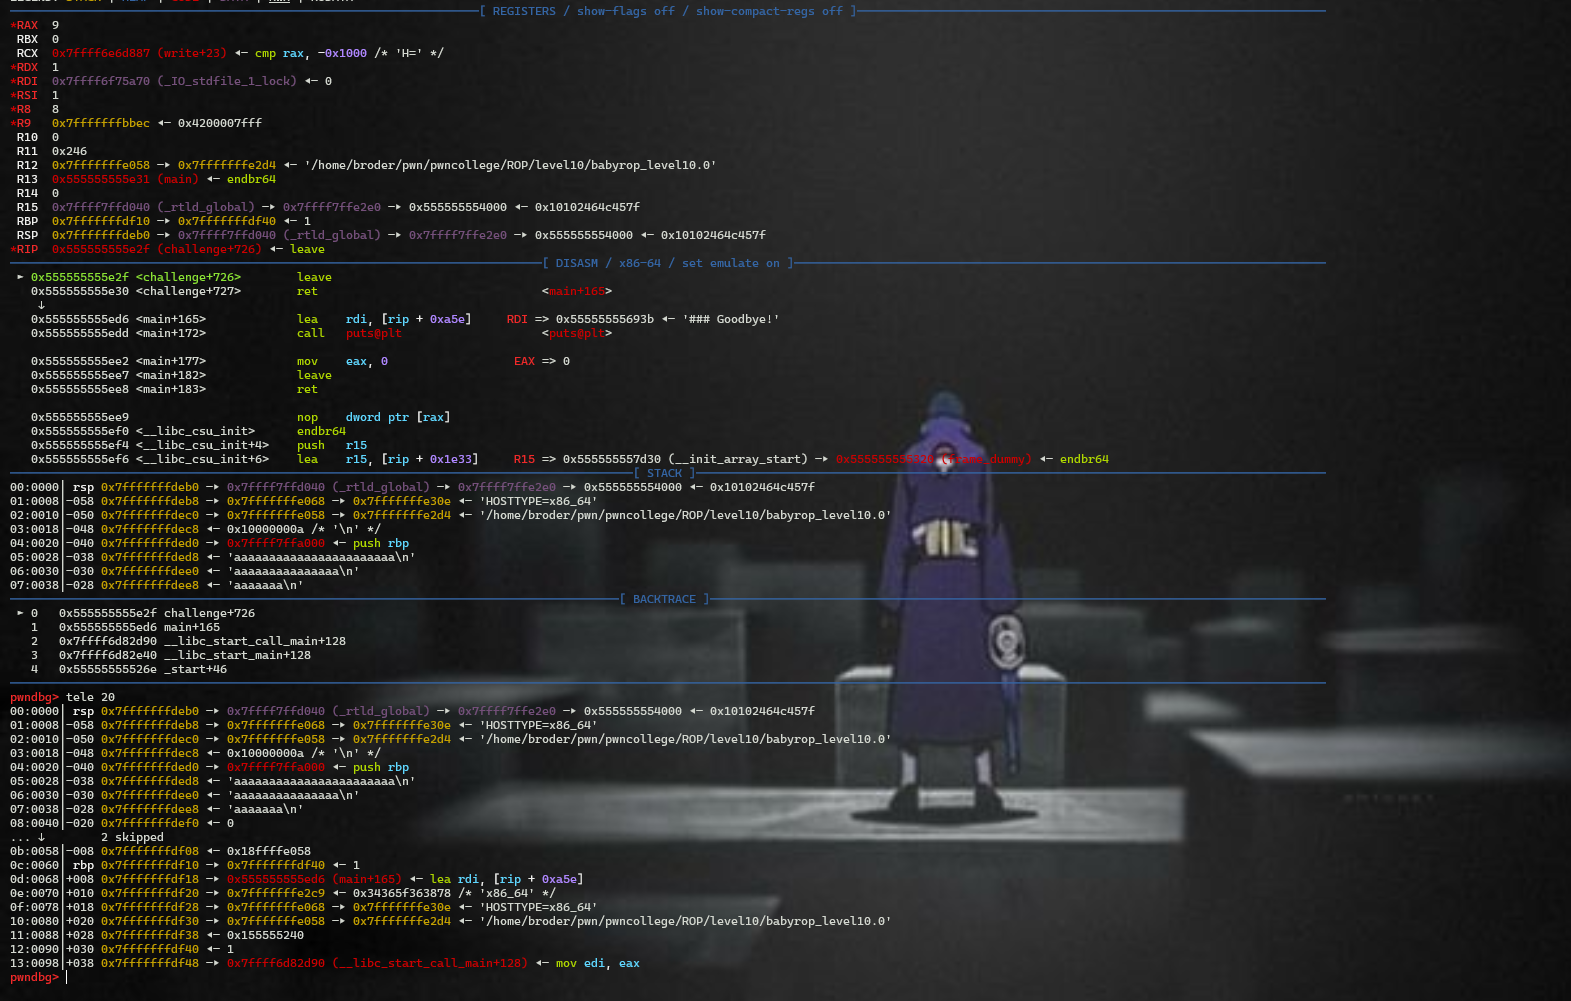 [ REGISTERS / show-flags off / show-compact-regs off ]
*RAX 9
RBX 0
RCX 0x7ffff6e6d887 (write+23) ◂— cmp rax, -0x1000 /* 'H=' */
*RDX 1
*RDI 0x7ffff6f75a70 (_IO_stdfile_1_lock) ◂— 0
*RSI 1
*R8 8
*R9 0x7fffffffbbec ◂— 0x4200007fff
R10 0
R11 0x246
R12 0x7fffffffe058 —▸ 0x7fffffffe2d4 ◂— '/home/broder/pwn/pwncollege/ROP/level10/babyrop_level10.0'
R13 0x555555555e31 (main) ◂— endbr64
R14 0
R15 0x7ffff7ffd040 (_rtld_global) —▸ 0x7ffff7ffe2e0 —▸ 0x555555554000 ◂— 0x10102464c457f
RBP 0x7fffffffdf10 —▸ 0x7fffffffdf40 ◂— 1
RSP 0x7fffffffdeb0 —▸ 0x7ffff7ffd040 (_rtld_global) —▸ 0x7ffff7ffe2e0 —▸ 0x555555554000 ◂— 0x10102464c457f
*RIP 0x555555555e2f (challenge+726) ◂— leave
[ DISASM / x86-64 / set emulate on ]
► 0x555555555e2f <challenge+726> leave
0x555555555e30 <challenge+727> ret <main+165>
↓
0x555555555ed6 <main+165> lea rdi, [rip + 0xa5e] RDI => 0x55555555693b ◂— '### Goodbye!'
0x555555555edd <main+172> call puts@plt <puts@plt>
0x555555555ee2 <main+177> mov eax, 0 EAX => 0
0x555555555ee7 <main+182> leave
0x555555555ee8 <main+183> ret
0x555555555ee9 nop dword ptr [rax]
0x555555555ef0 <__libc_csu_init> endbr64
0x555555555ef4 <__libc_csu_init+4> push r15
0x555555555ef6 <__libc_csu_init+6> lea r15, [rip + 0x1e33] R15 => 0x555555557d30 (__init_array_start) —▸ ◂— endbr64
[ STACK ]
00:0000│ rsp 0x7fffffffdeb0 —▸ 0x7ffff7ffd040 (_rtld_global) —▸ 0x7ffff7ffe2e0 —▸ 0x555555554000 ◂— 0x10102464c457f
01:0008│-058 0x7fffffffdeb8 —▸ 0x7fffffffe068 —▸ 0x7fffffffe30e ◂— 'HOSTTYPE=x86_64'
02:0010│-050 0x7fffffffdec0 —▸ 0x7fffffffe058 —▸ 0x7fffffffe2d4 ◂— '/home/broder/pwn/pwncollege/ROP/level10/babyrop_level10.0'
03:0018│-048 0x7fffffffdec8 ◂— 0x10000000a /* '\n' */
04:0020│-040 0x7fffffffded0 —▸ 0x7ffff7ffa000 ◂— push rbp
05:0028│-038 0x7fffffffded8 ◂— 'aaaaaaaaaaaaaaaaaaaaaaa\n'
06:0030│-030 0x7fffffffdee0 ◂— 'aaaaaaaaaaaaaaa\n'
07:0038│-028 0x7fffffffdee8 ◂— 'aaaaaaa\n'
[ BACKTRACE ]
► 0 0x555555555e2f challenge+726
1 0x555555555ed6 main+165
2 0x7ffff6d82d90 __libc_start_call_main+128
3 0x7ffff6d82e40 __libc_start_main+128
4 0x55555555526e _start+46
pwndbg> tele 20
00:0000│ rsp 0x7fffffffdeb0 —▸ 0x7ffff7ffd040 (_rtld_global) —▸ 0x7ffff7ffe2e0 —▸ 0x555555554000 ◂— 0x10102464c457f
01:0008│-058 0x7fffffffdeb8 —▸ 0x7fffffffe068 —▸ 0x7fffffffe30e ◂— 'HOSTTYPE=x86_64'
02:0010│-050 0x7fffffffdec0 —▸ 0x7fffffffe058 —▸ 0x7fffffffe2d4 ◂— '/home/broder/pwn/pwncollege/ROP/level10/babyrop_level10.0'
03:0018│-048 0x7fffffffdec8 ◂— 0x10000000a /* '\n' */
04:0020│-040 0x7fffffffded0 —▸ 0x7ffff7ffa000 ◂— push rbp
05:0028│-038 0x7fffffffded8 ◂— 'aaaaaaaaaaaaaaaaaaaaaaa\n'
06:0030│-030 0x7fffffffdee0 ◂— 'aaaaaaaaaaaaaaa\n'
07:0038│-028 0x7fffffffdee8 ◂— 'aaaaaaa\n'
08:0040│-020 0x7fffffffdef0 ◂— 0
... ↓ 2 skipped
0b:0058│-008 0x7fffffffdf08 ◂— 0x18ffffe058
0c:0060│ rbp 0x7fffffffdf10 —▸ 0x7fffffffdf40 ◂— 1
0d:0068│+008 0x7fffffffdf18 —▸ 0x555555555ed6 (main+165) ◂— lea rdi, [rip + 0xa5e]
0e:0070│+010 0x7fffffffdf20 —▸ 0x7fffffffe2c9 ◂— 0x34365f363878 /* 'x86_64' */
0f:0078│+018 0x7fffffffdf28 —▸ 0x7fffffffe068 —▸ 0x7fffffffe30e ◂— 'HOSTTYPE=x86_64'
10:0080│+020 0x7fffffffdf30 —▸ 0x7fffffffe058 —▸ 0x7fffffffe2d4 ◂— '/home/broder/pwn/pwncollege/ROP/level10/babyrop_level10.0'
11:0088│+028 0x7fffffffdf38 ◂— 0x155555240
12:0090│+030 0x7fffffffdf40 ◂— 1
13:0098│+038 0x7fffffffdf48 —▸ 0x7ffff6d82d90 (__libc_start_call_main+128) ◂— mov edi, eax
pwndbg>